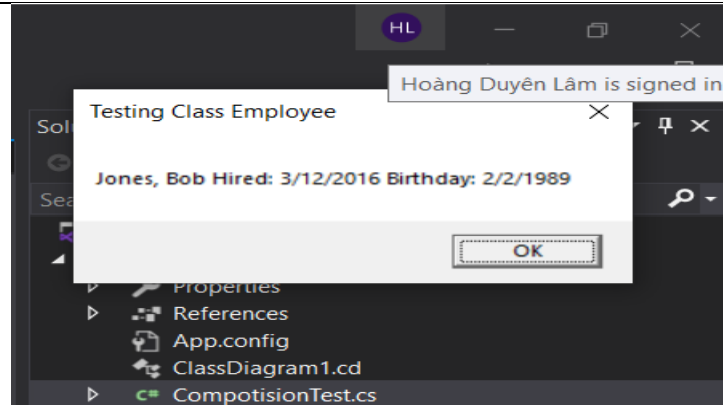 HL
Hoàng Duyên Lâm is signed in
Testing Class Employee
Sol
Jones, Bob Hired: 3/12/2016 Birthday: 2/2/1989
Sea
OK
Properties
References
App.config
ClassDiagram1.cd
C# CompotisionTest.cs